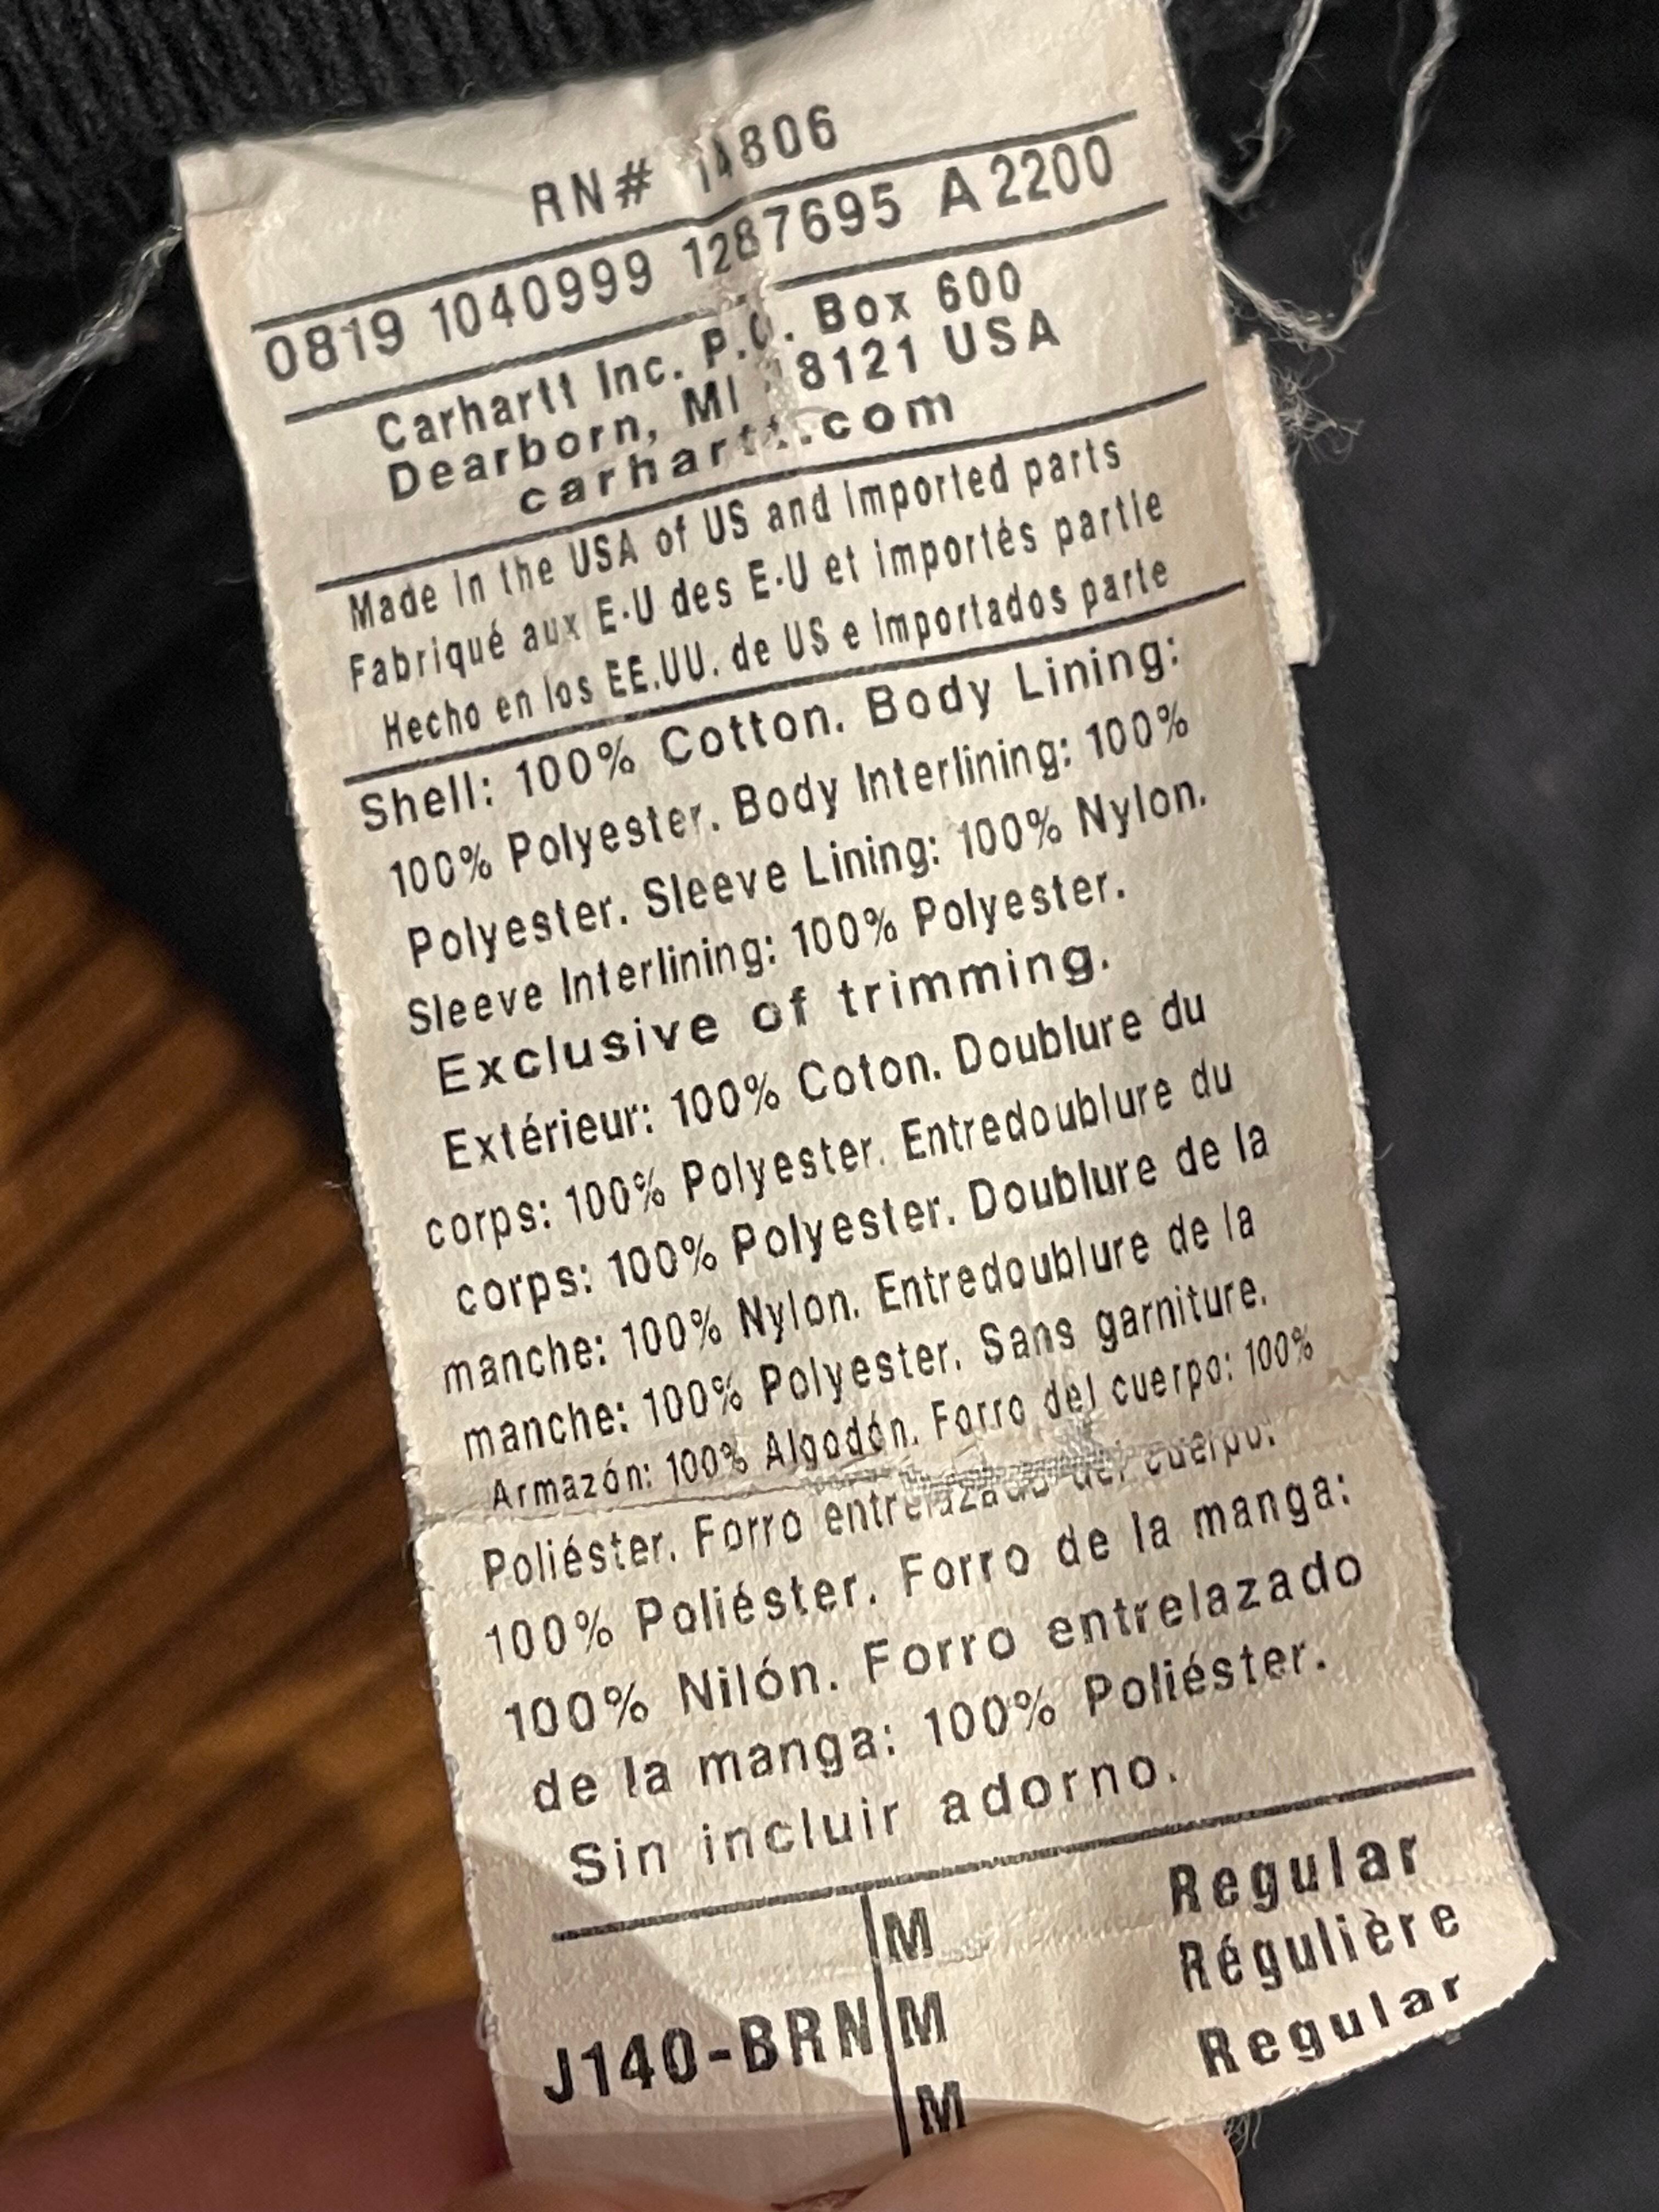 RN# 14806
0819 1040999 1287695 A 2200
Carhartt Inc. P.O. Box 600
Dearborn, MI 48121 USA
carhartt.com
Made in the USA of US and imported parts
Fabriqué aux E-U des E-U et importés partie
Hecho en los EE.UU. de US e importados parte
Shell: 100% Cotton. Body Lining:
100% Polyester. Body Interlining: 100%
Polyester. Sleeve Lining: 100% Nylon.
Sleeve Interlining: 100% Polyester.
Exclusive of trimming.
Extérieur: 100% Coton. Doublure du
corps: 100% Polyester. Entredoublure du
corps: 100% Polyester. Doublure de la
manche: 100% Nylon. Entredoublure de la
manche: 100% Polyester. Sans garniture.
Armazón: 100% Algodón. Forro del cuerpo: 100%
Poliéster. Forro entrelazado del cuerpo:
100% Poliéster. Forro de la manga:
100% Nilón. Forro entrelazado
de la manga: 100% Poliéster.
Sin incluir adorno.
M Regular
M Régulière
J140-BRN
M Regular